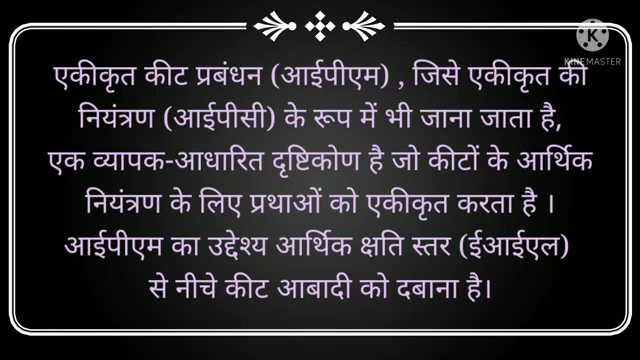 एकीकृत कीट प्रबंधन (आईपीएम) , जिसे एकीकृत की
नियंत्रण (आईपीसी) के रूप में भी जाना जाता है,
एक व्यापक-आधारित दृष्टिकोण है जो कीटों के आर्थिक
नियंत्रण के लिए प्रथाओं को एकीकृत करता है ।
आईपीएम का उद्देश्य आर्थिक क्षति स्तर (ईआईएल)
से नीचे कीट आबादी को दबाना है।
K
KINEMASTER